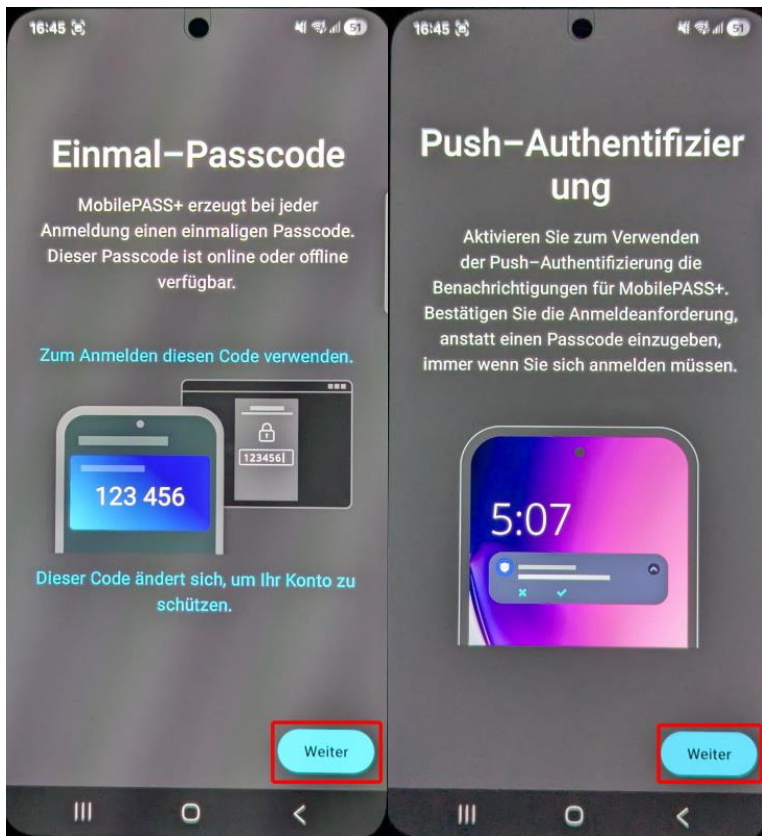 16:45
51
Einmal–Passcode
MobilePASS+ erzeugt bei jeder
Anmeldung einen einmaligen Passcode.
Dieser Passcode ist online oder offline
verfügbar.
Zum Anmelden diesen Code verwenden.
123456
123 456
Dieser Code ändert sich, um Ihr Konto zu
schützen.
Weiter
16:45
51
Push–Authentifizier
ung
Aktivieren Sie zum Verwenden
der Push–Authentifizierung die
Benachrichtigungen für MobilePASS+.
Bestätigen Sie die Anmeldeanforderung,
anstatt einen Passcode einzugeben,
immer wenn Sie sich anmelden müssen.
5:07
Weiter